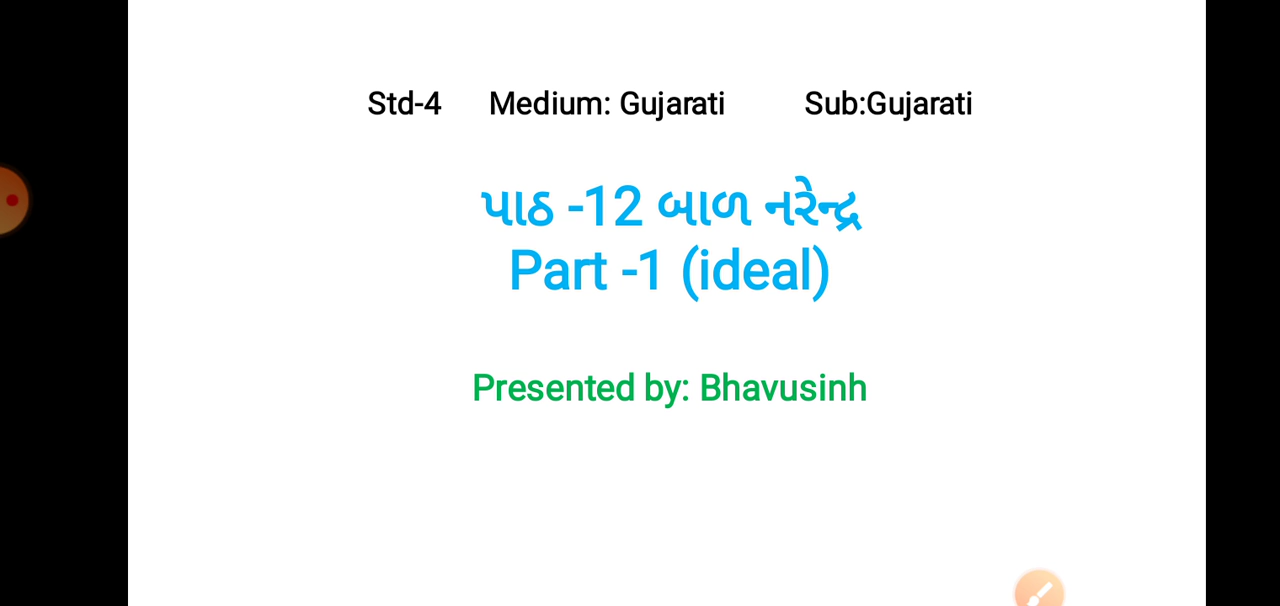 Std-4 Medium: Gujarati Sub:Gujarati
પાઠ -12 બાળ નરેન્દ્ર
Part -1 (ideal)
Presented by: Bhavusinh